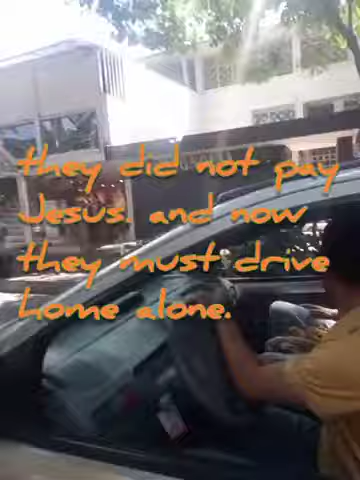 they did not pay
Jesus. and now
they must drive
home alone.